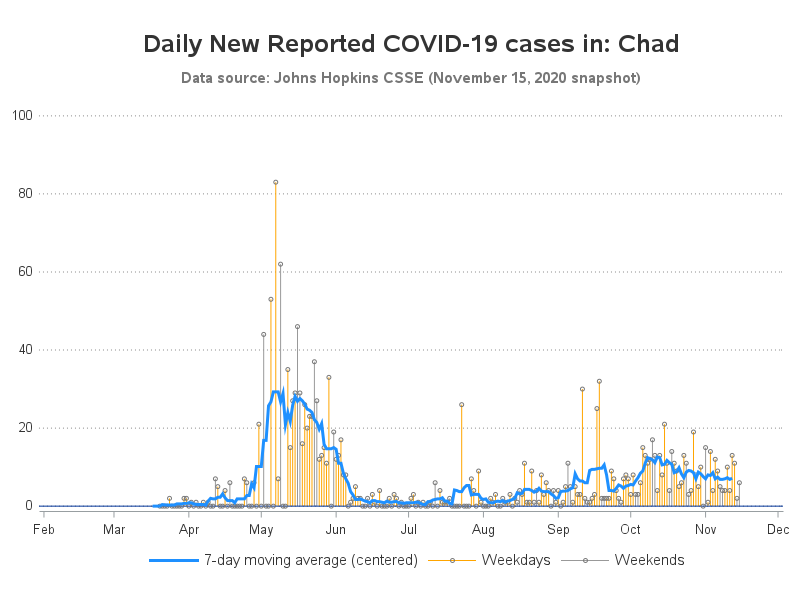 Daily New Reported COVID-19 cases in: Chad
Data source: Johns Hopkins CSSE (November 15, 2020 snapshot)
100
80
60
40
20
0
Feb Mar Apr May Jun Jul Aug Sep Oct Nov Dec
7-day moving average (centered) Weekdays Weekends